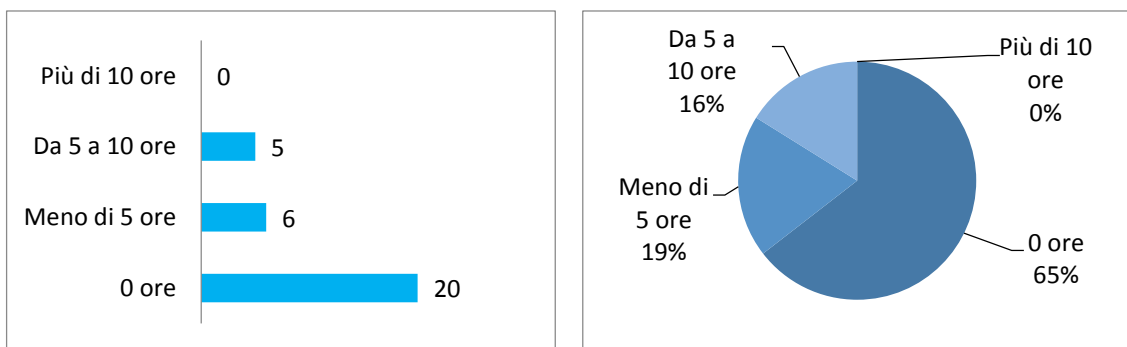 Più di 10 ore
0
Da 5 a 10 ore
5
Meno di 5 ore
6
0 ore
20
Da 5 a
10 ore
16%
Più di 10
ore
0%
Meno di
5 ore
19%
0 ore
65%